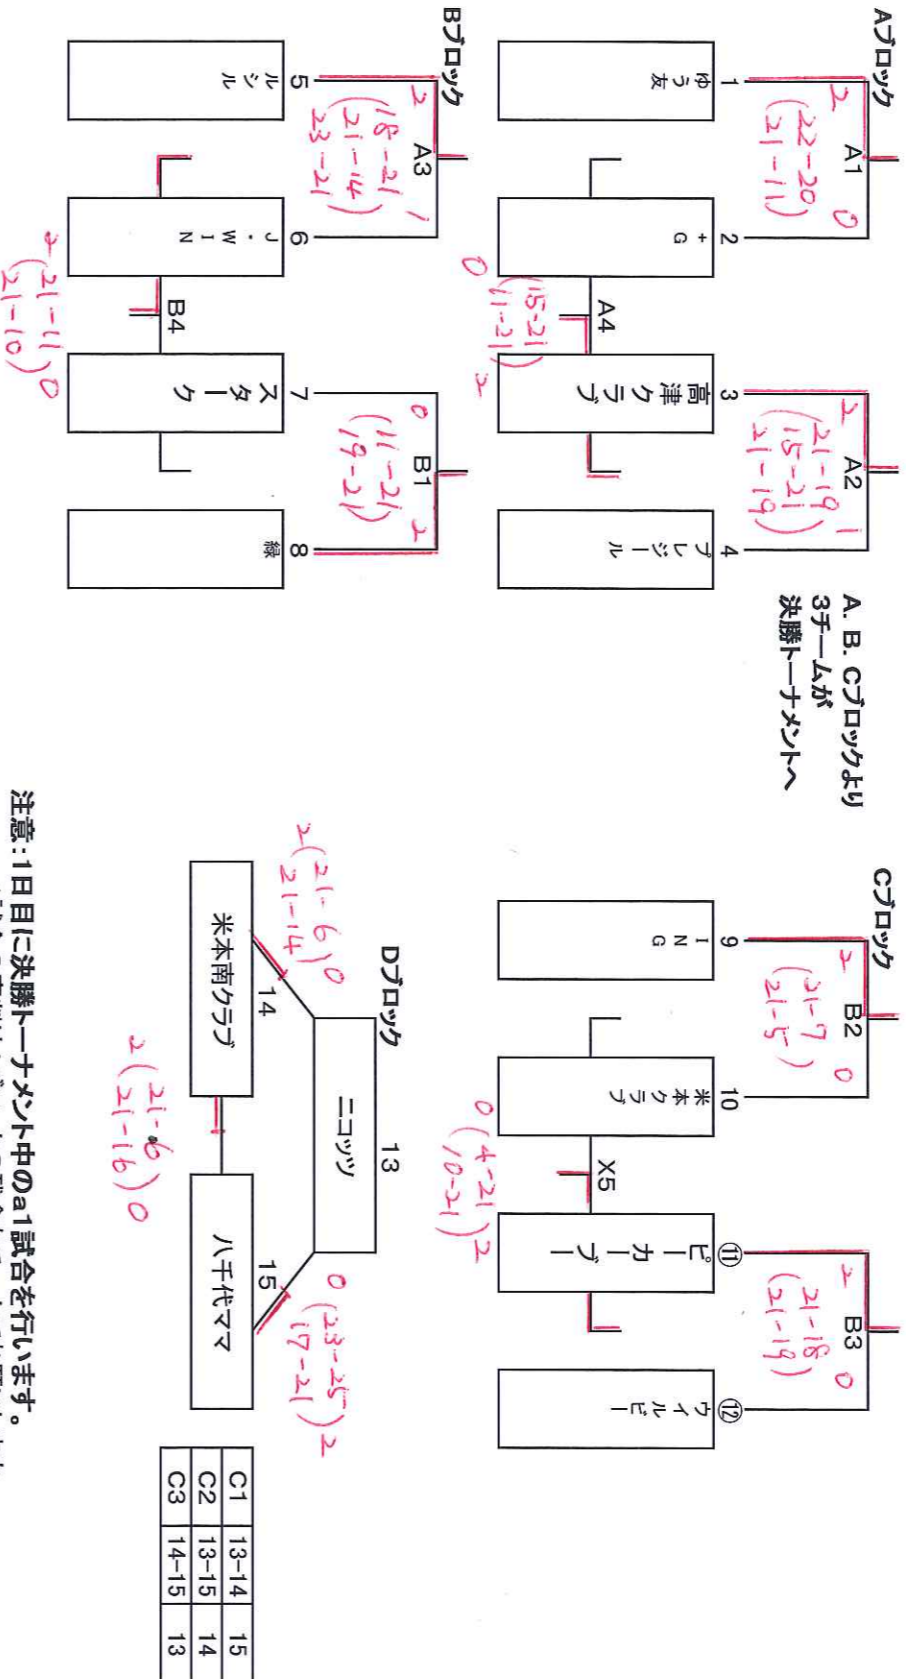 Aブロック
1
2
3
4
A1
A2
2
0
(22-20
21-11)
2
1
(21-19
15-21
21-19)
ゆう友
+G
高津クラブ
プレジール
A4
0
(15-21
11-21)
2
A. B. Cブロックより
3チームが
決勝トーナメントへ
Bブロック
5
6
7
8
A3
B1
2
1
(18-21
21-14
23-21)
0
2
(11-21
19-21)
ルシル
J・WIN
スターク
緑
B4
2
(21-11
21-10)
0
Cブロック
9
10
⑪
⑫
B2
B3
2
0
(21-7
21-5)
2
0
(21-18
21-19)
ING
米本クラブ
ピーカブー
ウィルビー
X5
0
(4-21
10-21)
2
Dブロック
13
ニコッツ
2
(21-6
21-14)
0
0
(23-25
17-21)
2
14
15
米本南クラブ
八千代ママ
2
(21-6
21-16)
0
C1 13-14 15
C2 13-15 14
C3 14-15 13
注意:1日目に決勝トーナメント中のa1試合を行います。